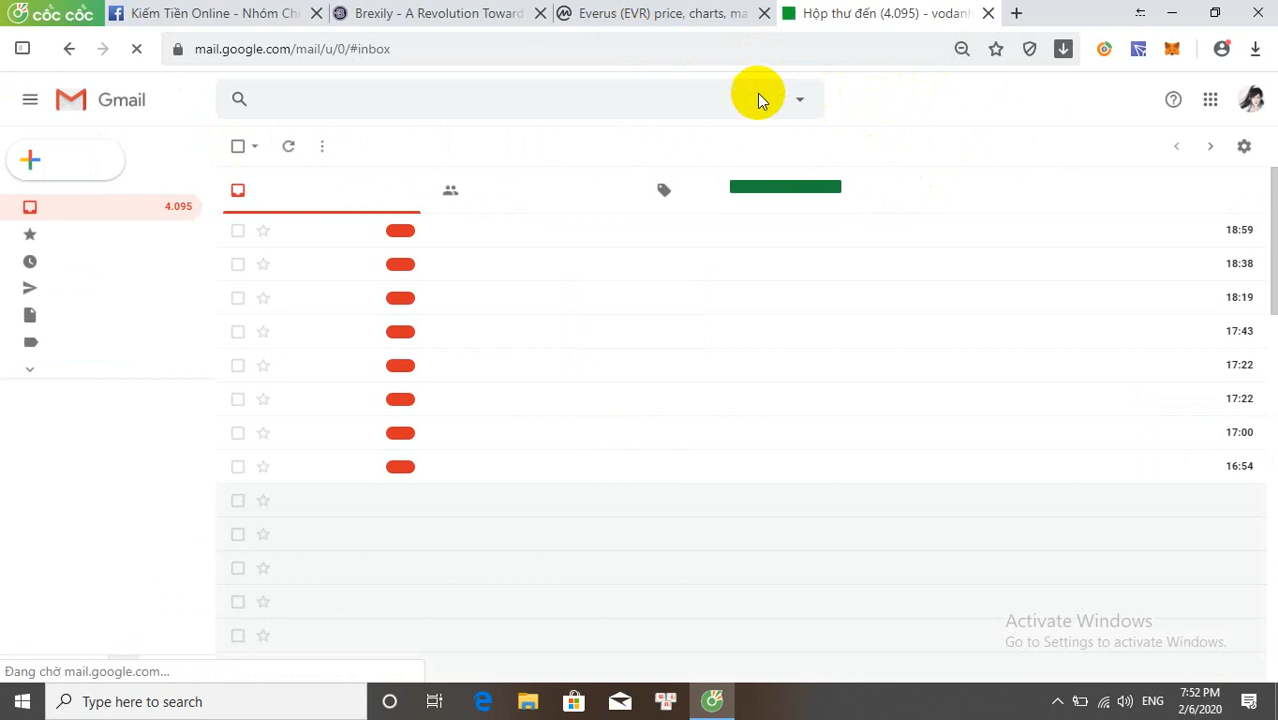 cốc cốc
Kiếm Tiền Online - Nhóm Chi
Brexily - A Revolution Toward
Everus (EVR) price, charts, ma
Hộp thư đến (4.095) - vodanh
mail.google.com/mail/u/0/#inbox
Gmail
4.095
18:59
18:38
18:19
17:43
17:22
17:22
17:00
16:54
Activate Windows
Go to Settings to activate Windows.
Đang chờ mail.google.com...
Type here to search
ENG
7:52 PM
2/6/2020